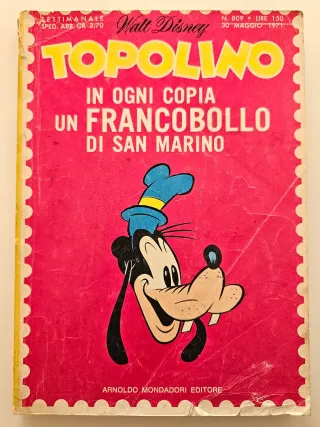 SETTIMANALE
SPED. ABB. GR. 2/70
Walt Disney
N. 809 • LIRE 150
30 MAGGIO 1971
TOPOLINO
IN OGNI COPIA
UN FRANCOBOLLO
DI SAN MARINO
ARNOLDO MONDADORI EDITORE